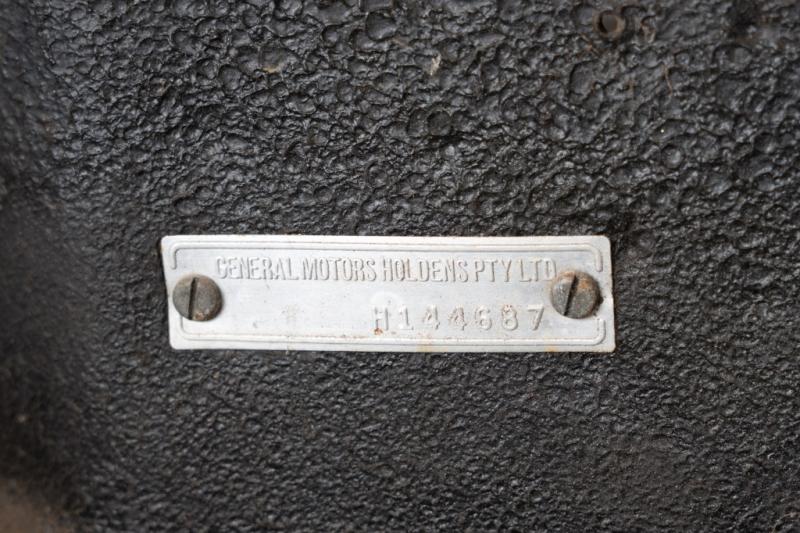 GENERAL MOTORS HOLDENS PTY LTD
H144687